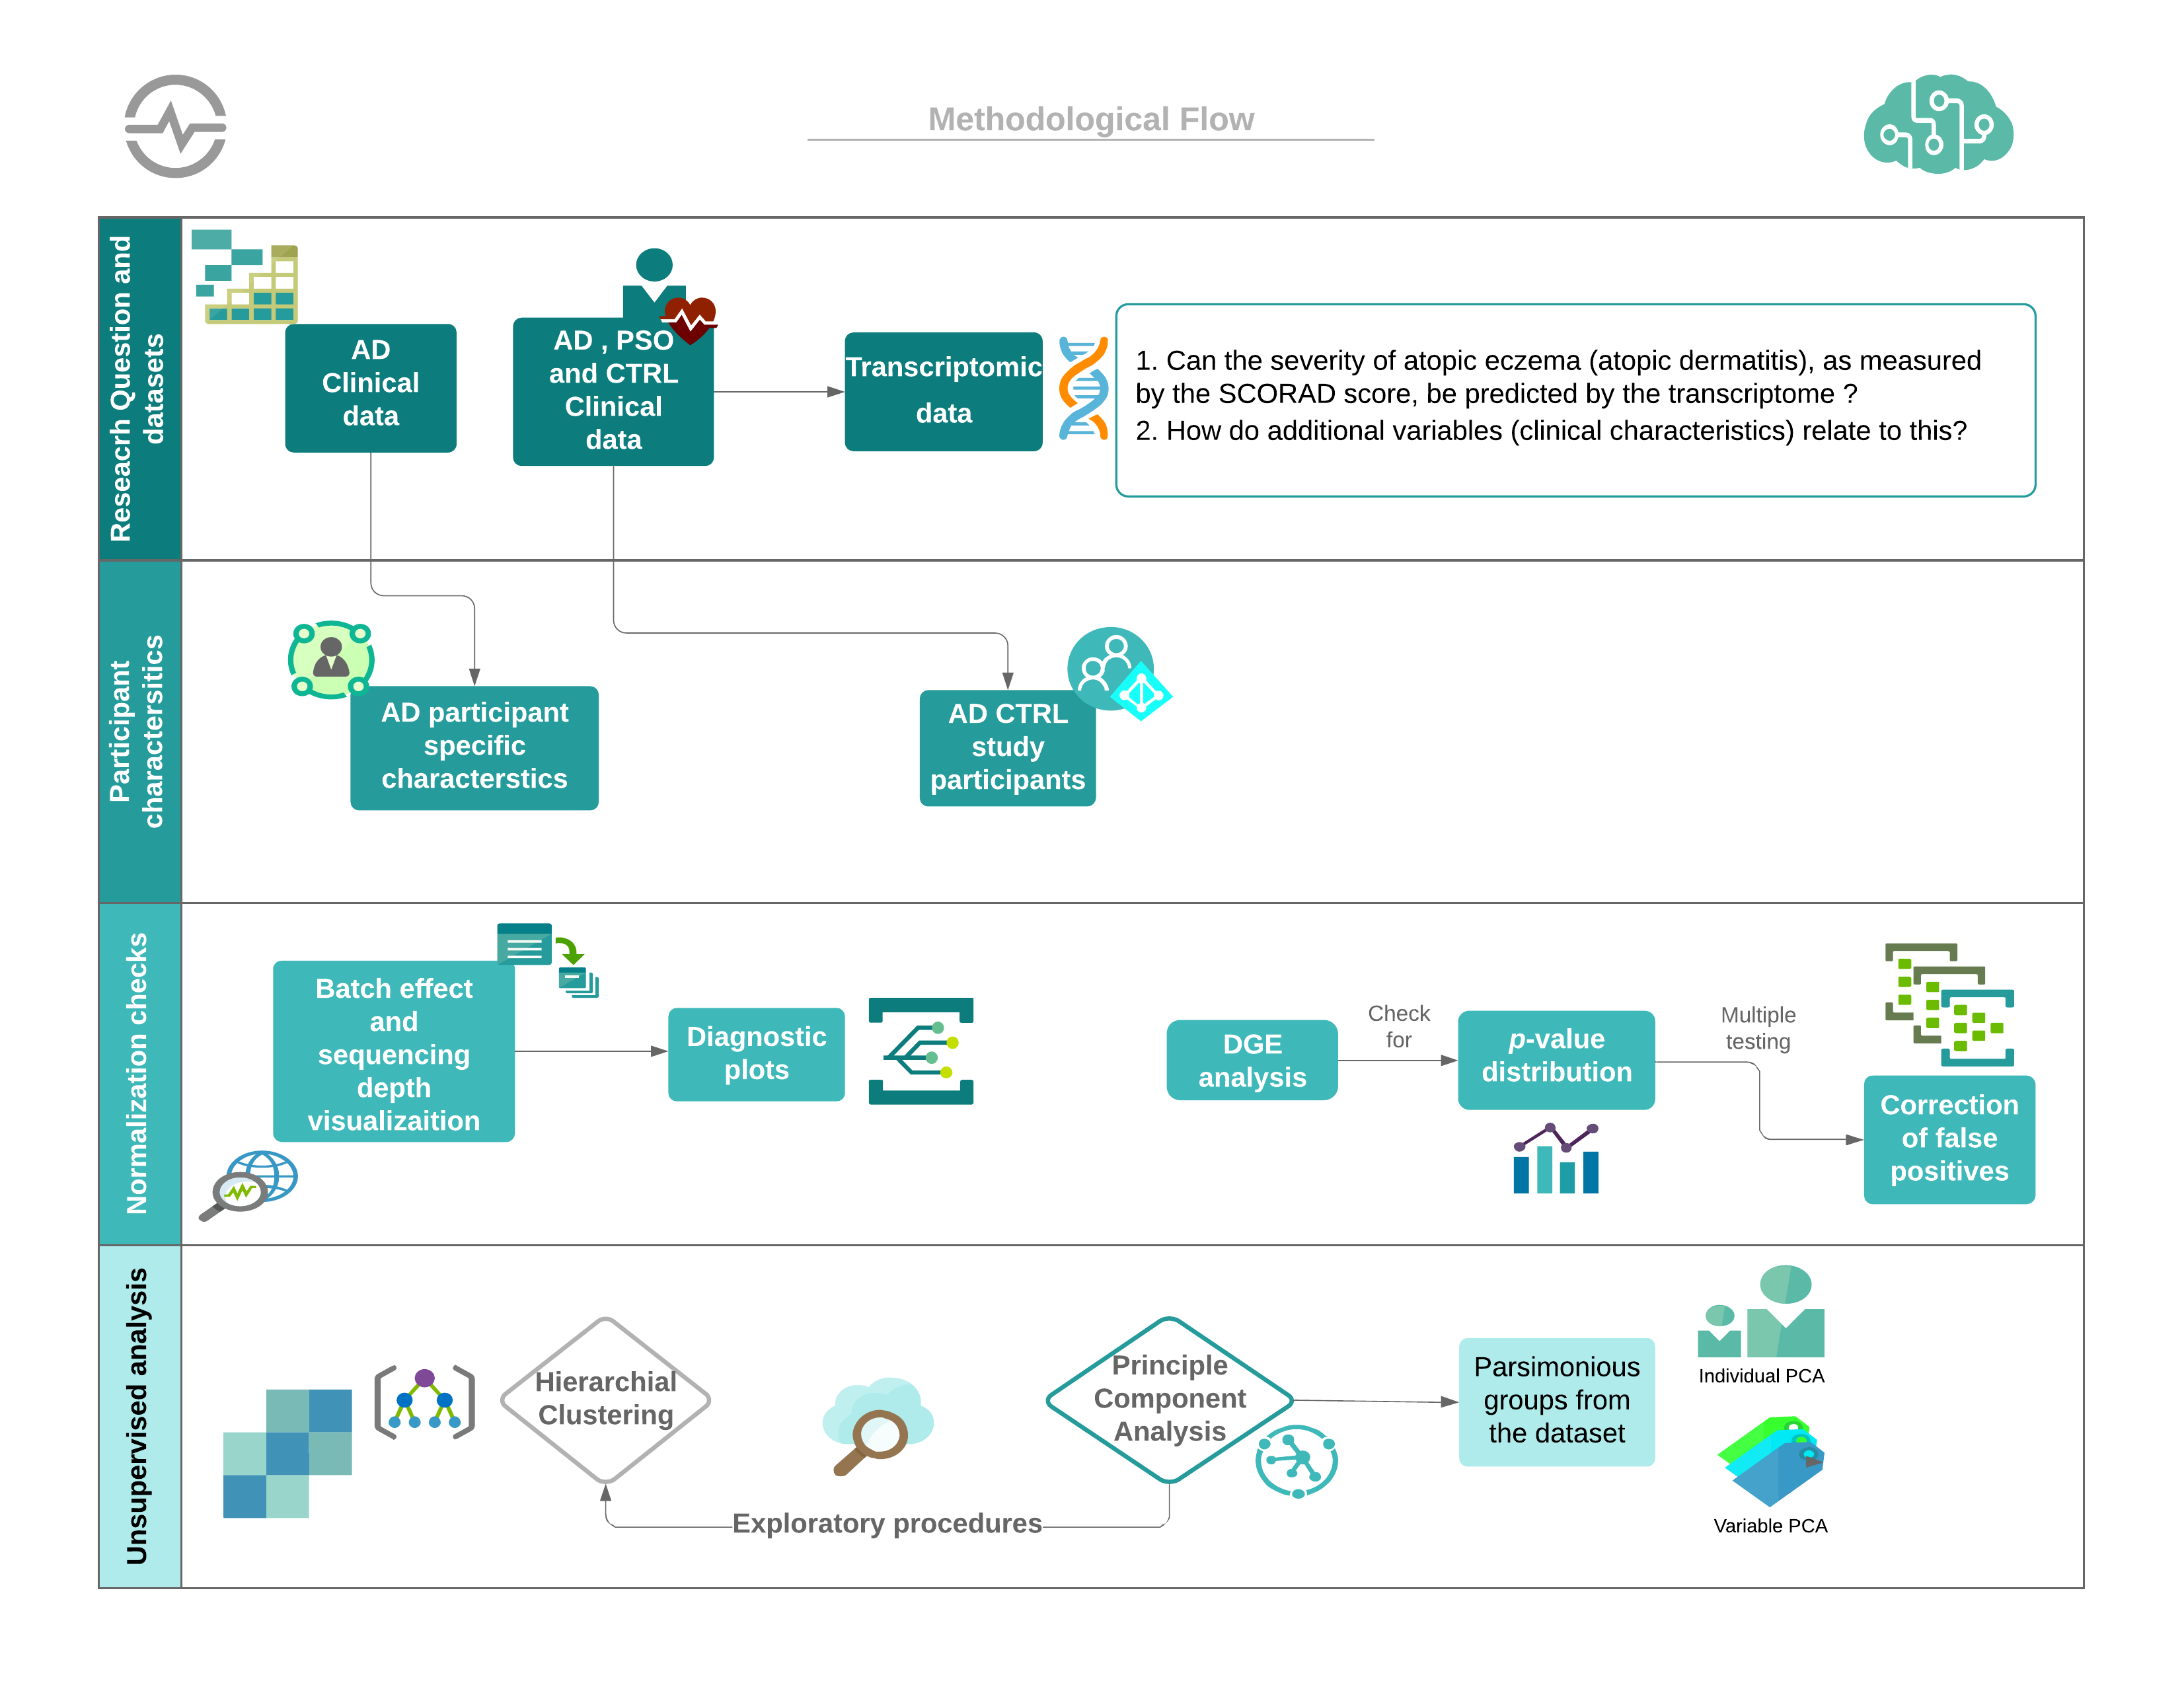 Methodological Flow
Reseacrh Question and
datasets
AD
Clinical
data
AD , PSO
and CTRL
Clinical
data
Transcriptomic
data
1. Can the severity of atopic eczema (atopic dermatitis), as measured
by the SCORAD score, be predicted by the transcriptome ?
2. How do additional variables (clinical characteristics) relate to this?
Participant
charactersitics
AD participant
specific
characterstics
AD CTRL
study
participants
Normalization checks
Batch effect
and
sequencing
depth
visualizaition
Diagnostic
plots
DGE
analysis
Check
for
p-value
distribution
Multiple
testing
Correction
of false
positives
Unsupervised analysis
Hierarchial
Clustering
Exploratory procedures
Principle
Component
Analysis
Parsimonious
groups from
the dataset
Individual PCA
Variable PCA